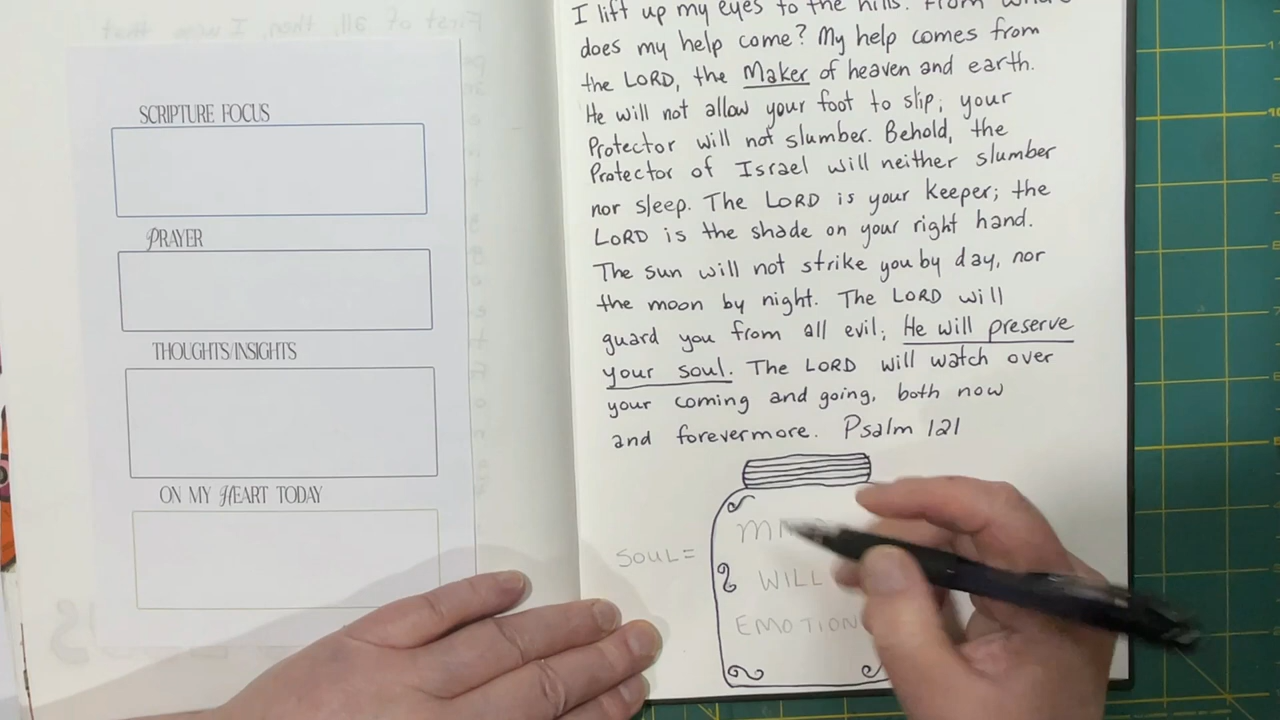 SCRIPTURE FOCUS
PRAYER
THOUGHTS/INSIGHTS
ON MY HEART TODAY
I lift up my eyes to the hills. From
does my help come? My help comes from
the LORD, the Maker of heaven and earth.
He will not allow your foot to slip; your
Protector will not slumber. Behold, the
Protector of Israel will neither slumber
nor sleep. The LORD is your keeper; the
LORD is the shade on your right hand.
The sun will not strike you by day, nor
the moon by night. The LORD will
guard you from all evil; He will preserve
your soul. The LORD will watch over
your coming and going, both now
and forevermore. Psalm 121
SOUL =
WILL
EMOTION